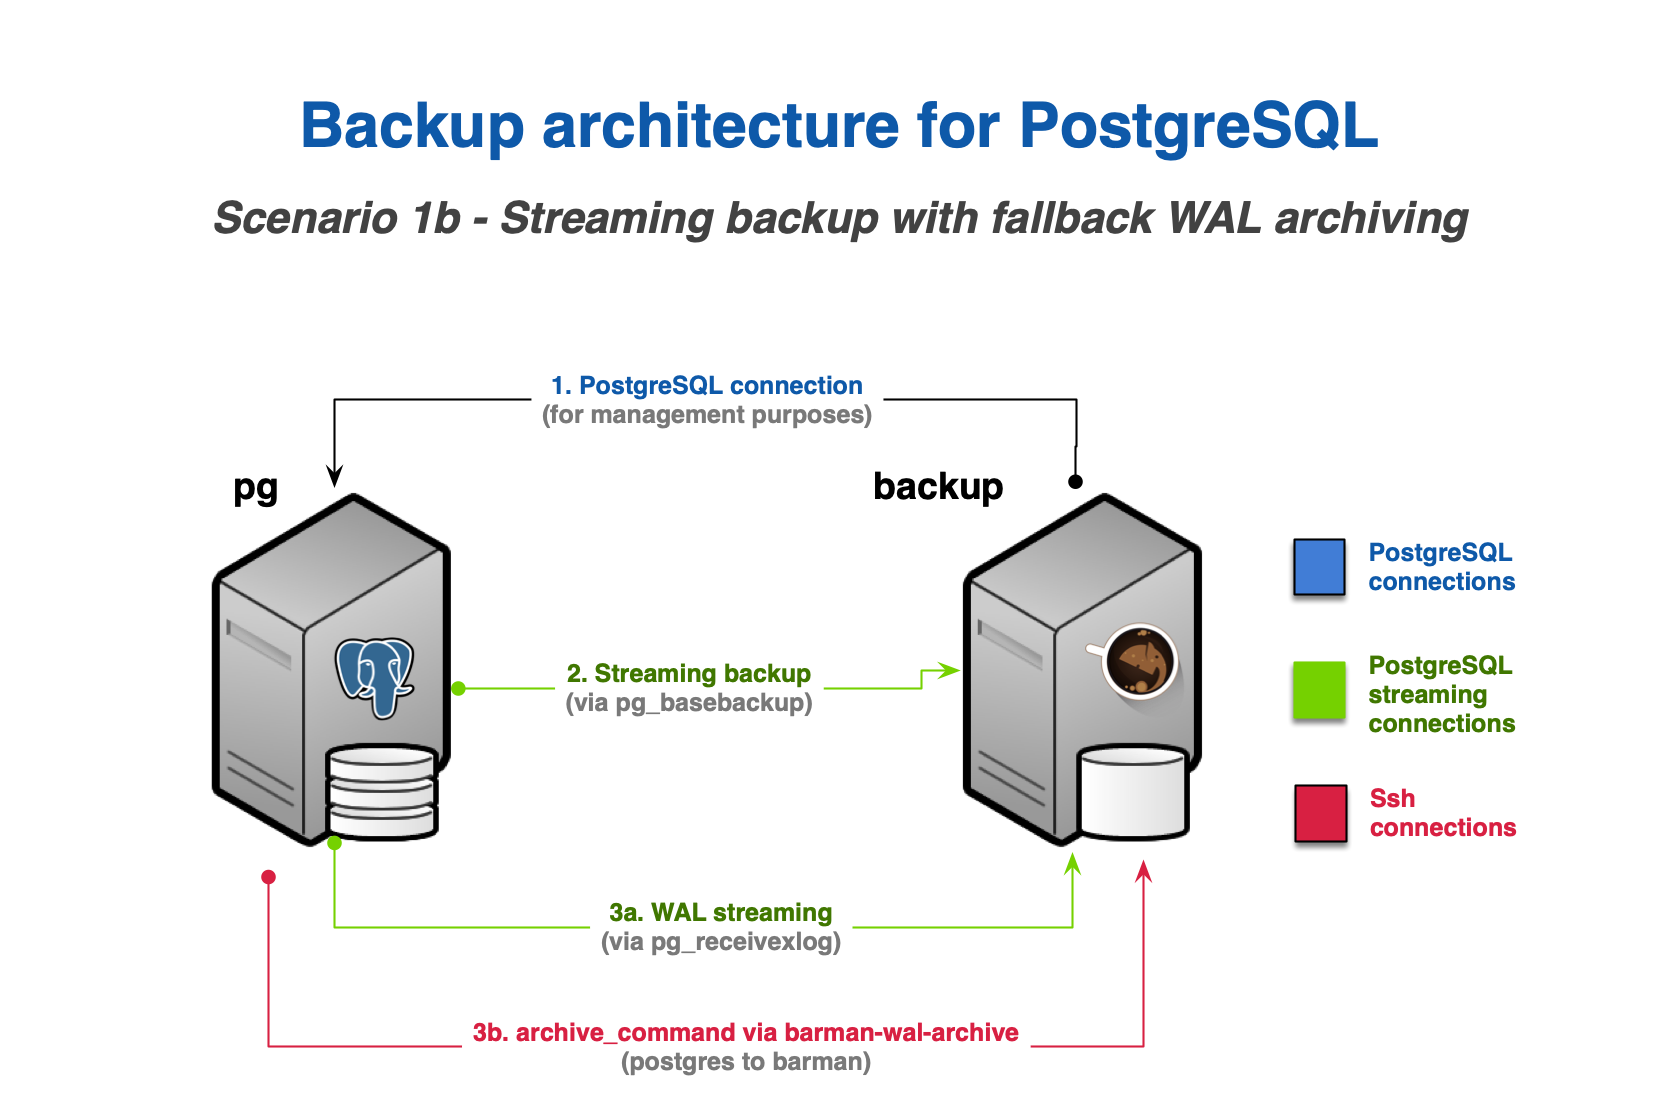 Backup architecture for PostgreSQL
Scenario 1b - Streaming backup with fallback WAL archiving
1. PostgreSQL connection
(for management purposes)
pg
backup
PostgreSQL
connections
2. Streaming backup
(via pg_basebackup)
PostgreSQL
streaming
connections
Ssh
connections
3a. WAL streaming
(via pg_receivexlog)
3b. archive_command via barman-wal-archive
(postgres to barman)